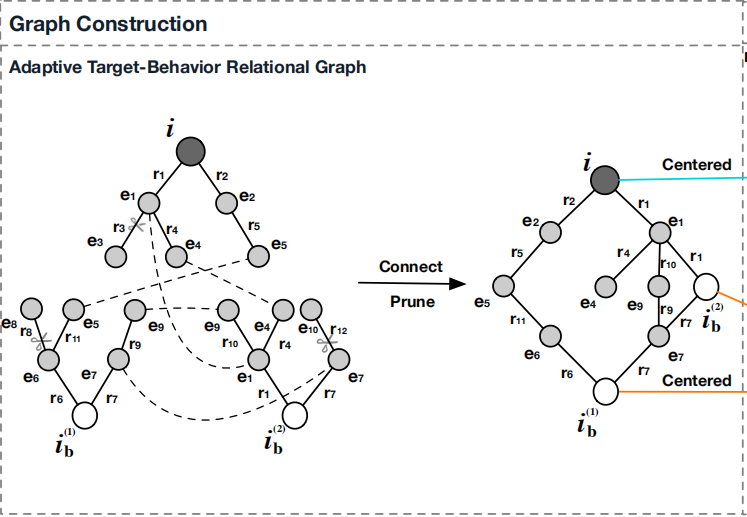 Graph Construction
Adaptive Target-Behavior Relational Graph
i
r1 r2
e1 e2
r3 r4 r5
e3 e4 e5
e8 r8 r11 e5 e9 e9 e4 e10 r12
r9 r10 r4
e6 e7 e1 e7
r6 r7 r1 r7
i_b^(1) i_b^(2)
Connect
Prune
i Centered
r2 r1
e2 e1
r5 r4 r10 r1
e5 e4 e9 r9 r7 i_b^(2)
r11
e6 e7
r6 r7 Centered
i_b^(1)